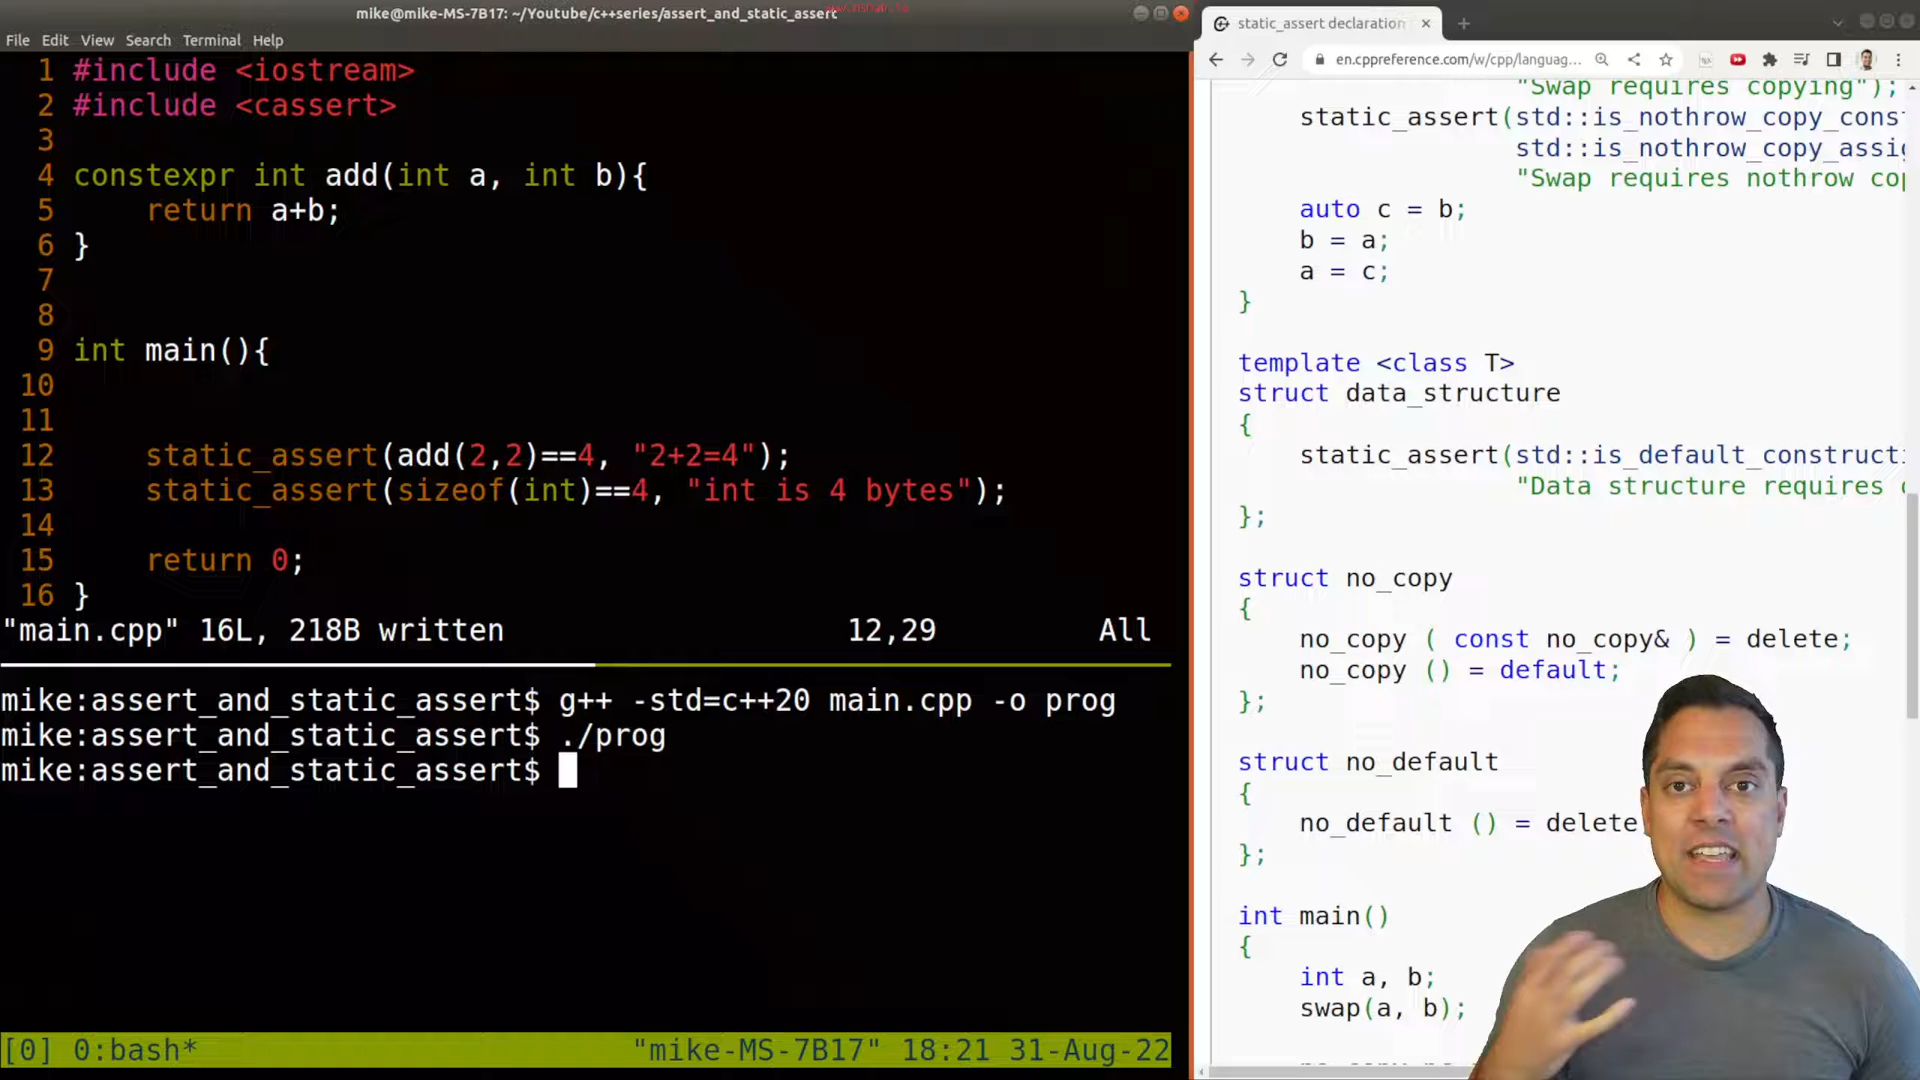 mike@mike-MS-7B17: ~/Youtube/c++series/assert_and_static_assert
File Edit View Search Terminal Help
1 #include <iostream>
2 #include <cassert>
3
4 constexpr int add(int a, int b){
5 return a+b;
6 }
7
8
9 int main(){
10
11
12 static_assert(add(2,2)==4, "2+2=4");
13 static_assert(sizeof(int)==4, "int is 4 bytes");
14
15 return 0;
16 }
"main.cpp" 16L, 218B written 12,29 All
mike:assert_and_static_assert$ g++ -std=c++20 main.cpp -o prog
mike:assert_and_static_assert$ ./prog
mike:assert_and_static_assert$
[0] 0:bash* "mike-MS-7B17" 18:21 31-Aug-22
static_assert declaration
en.cppreference.com/w/cpp/languag...
"Swap requires copying");
static_assert(std::is_nothrow_copy_const
std::is_nothrow_copy_assig
"Swap requires nothrow cop
auto c = b;
b = a;
a = c;
}
template <class T>
struct data_structure
{
static_assert(std::is_default_constructi
"Data structure requires
};
struct no_copy
{
no_copy ( const no_copy& ) = delete;
no_copy () = default;
};
struct no_default
{
no_default () = delete
};
int main()
{
int a, b;
swap(a, b);